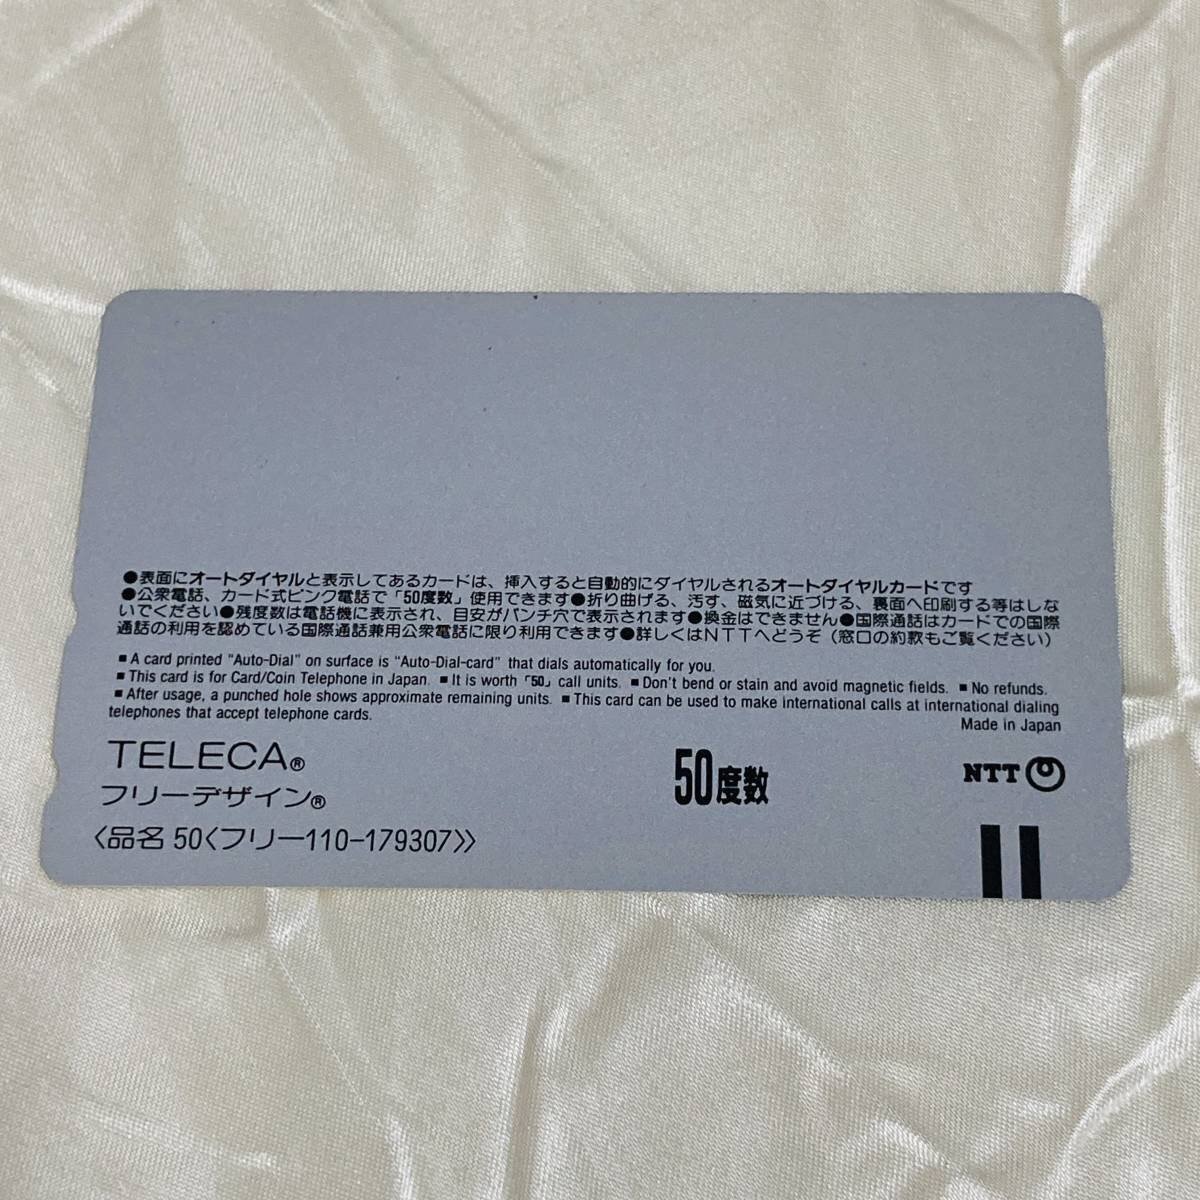 ●表面にオートダイヤルと表示してあるカードは、挿入すると自動的にダイヤルされるオートダイヤルカードです
●公衆電話、カード式ピンク電話で「50度数」使用できます●折り曲げる、汚す、磁気に近づける、裏面へ印刷する等はしな
いでください●残度数は電話機に表示され、目安がパンチ穴で表示されます●換金はできません●国際通話はカードでの国際
通話の利用を認めている国際通話兼用公衆電話に限り利用できます●詳しくはNTTへどうぞ（窓口の約款もご覧ください）
■ A card printed "Auto-Dial" on surface is "Auto-Dial-card" that dials automatically for you.
■ This card is for Card/Coin Telephone in Japan. ■ It is worth「50」call units. ■ Don't bend or stain and avoid magnetic fields. ■ No refunds.
■ After usage, a punched hole shows approximate remaining units. ■ This card can be used to make international calls at international dialing
telephones that accept telephone cards.
Made in Japan
TELECA®
フリーデザイン®
50度数
NTT
〈品名 50〈フリー110-179307〉〉